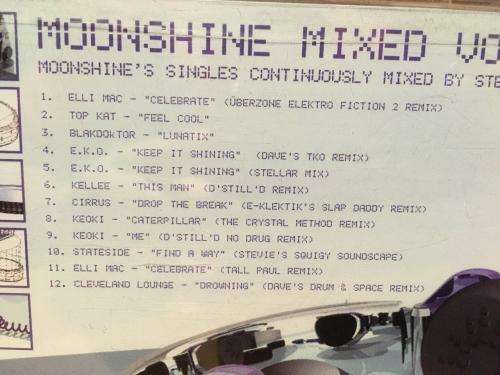 MOONSHINE MIXED VO
MOONSHINE'S SINGLES CONTINUOUSLY MIXED BY STE
1. ELLI MAC - "CELEBRATE" (ÜBERZONE ELEKTRO FICTION 2 REMIX)
2. TOP KAT - "FEEL COOL"
3. BLAKDOKTOR - "LUNATIX"
4. E.K.O. - "KEEP IT SHINING" (DAVE'S TKO REMIX)
5. E.K.O. - "KEEP IT SHINING" (STELLAR MIX)
6. KELLEE - "THIS MAN" (D'STILL'D REMIX)
7. CIRRUS - "DROP THE BREAK" (E-KLEKTIK'S SLAP DADDY REMIX)
8. KEOKI - "CATERPILLAR" (THE CRYSTAL METHOD REMIX)
9. KEOKI - "ME" (D'STILL'D NO DRUG REMIX)
10. STATESIDE - "FIND A WAY" (STEVIE'S SQUIGY SOUNDSCAPE)
11. ELLI MAC - "CELEBRATE" (TALL PAUL REMIX)
12. CLEVELAND LOUNGE - "DROWNING" (DAVE'S DRUM & SPACE REMIX)